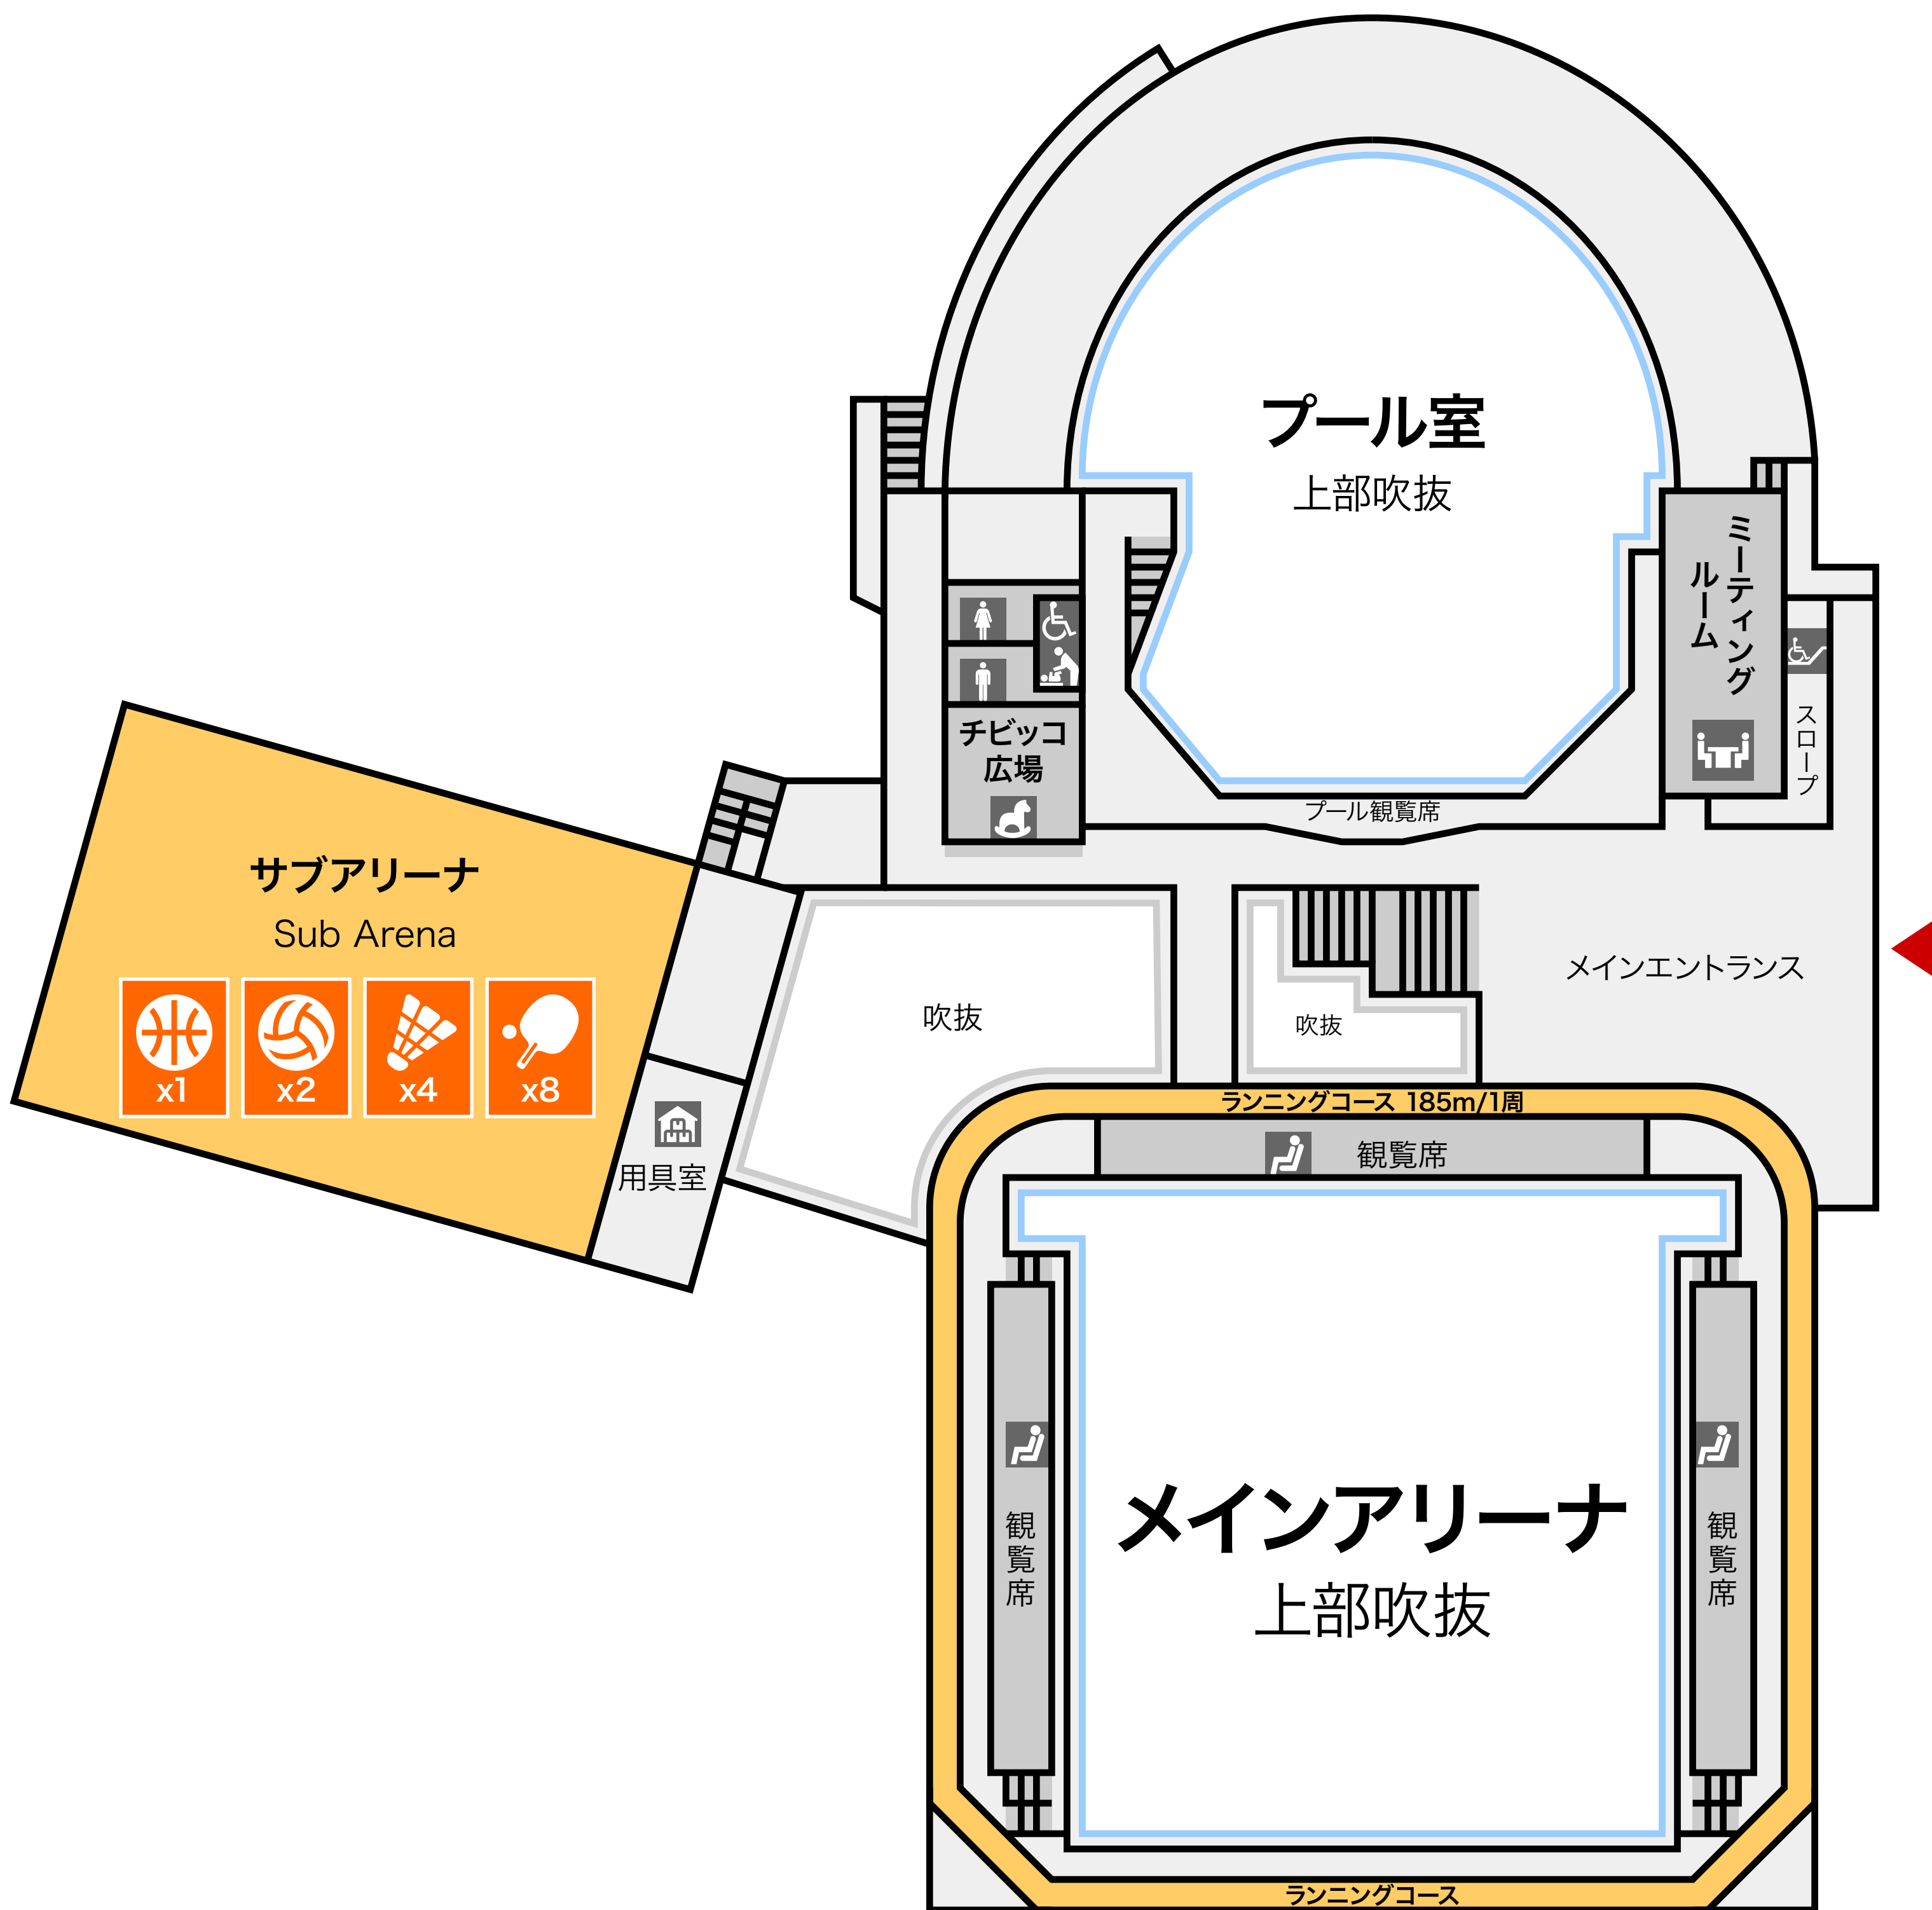 プール室
上部吹抜
ミーティング
ルーム
スロープ
チビッコ
広場
プール観覧席
サブアリーナ
Sub Arena
x1
x2
x4
x8
用具室
吹抜
吹抜
メインエントランス
ランニングコース 185m/1周
観覧席
観覧席
観覧席
メインアリーナ
上部吹抜
ランニングコース